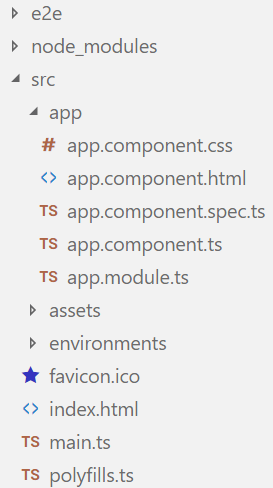 e2e
node_modules
src
app
# app.component.css
<> app.component.html
TS app.component.spec.ts
TS app.component.ts
TS app.module.ts
assets
environments
favicon.ico
<> index.html
TS main.ts
TS polyfills.ts